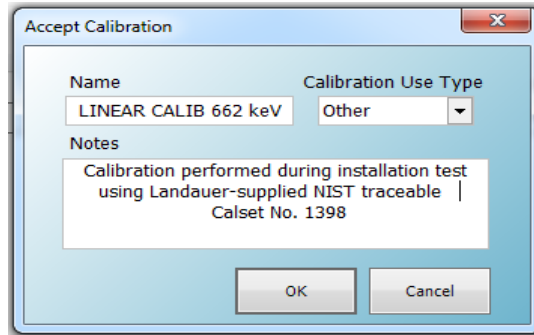 Accept Calibration
Name
Calibration Use Type
LINEAR CALIB 662 keV
Other
Notes
Calibration performed during installation test
using Landauer-supplied NIST traceable
Calset No. 1398
OK
Cancel